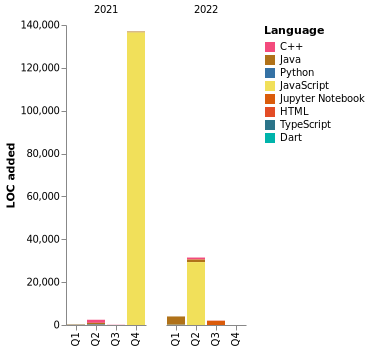 2021 2022
Language
C++
Java
Python
JavaScript
Jupyter Notebook
HTML
TypeScript
Dart
LOC added
140,000
120,000
100,000
80,000
60,000
40,000
20,000
0
Q1 Q2 Q3 Q4 Q1 Q2 Q3 Q4